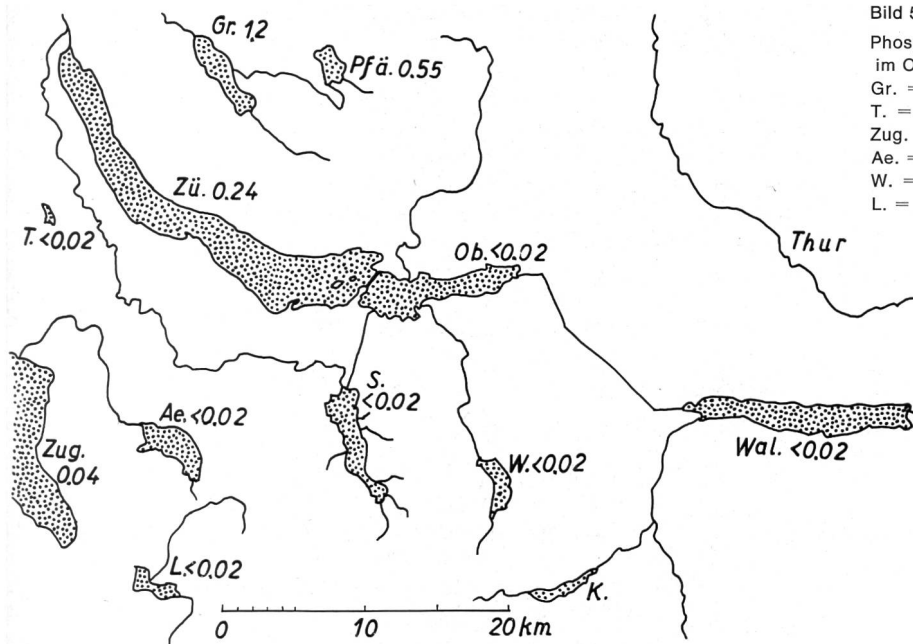 Bild 5
Phos
im O
Gr. =
T. =
Zug.
Ae. =
W. =
L. =
Gr. 1,2
Pfä. 0.55
Zü. 0.24
T. <0,02
Ob. <0.02
Thur
S.
<0.02
Ae. <0.02
Zug.
0.04
W. <0,02
Wal. <0.02
L. <0.02
K.
0 10 20 km